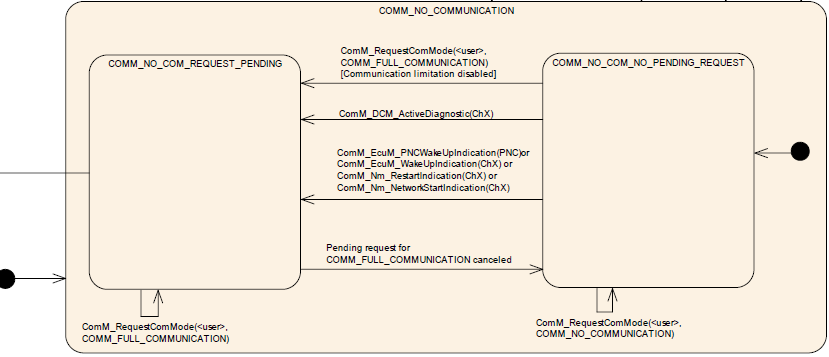 COMM_NO_COMMUNICATION
COMM_NO_COM_REQUEST_PENDING
ComM_RequestComMode(<user>,
COMM_FULL_COMMUNICATION)
[Communication limitation disabled]
COMM_NO_COM_NO_PENDING_REQUEST
ComM_DCM_ActiveDiagnostic(ChX)
ComM_EcuM_PNCWakeUpIndication(PNC)or
ComM_EcuM_WakeUpIndication(ChX) or
ComM_Nm_RestartIndication(ChX) or
ComM_Nm_NetworkStartIndication(ChX)
Pending request for
COMM_FULL_COMMUNICATION canceled
ComM_RequestComMode(<user>,
COMM_FULL_COMMUNICATION)
ComM_RequestComMode(<user>,
COMM_NO_COMMUNICATION)